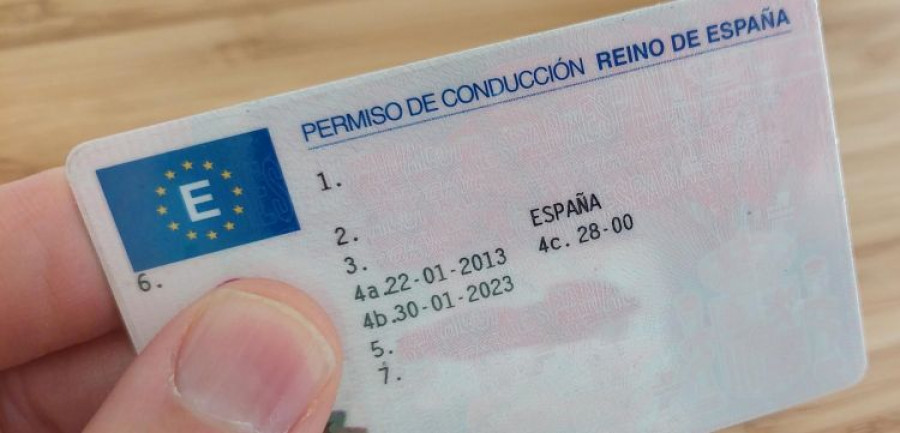 PERMISO DE CONDUCCIÓN REINO DE ESPAÑA
E
1.
2.
3. ESPAÑA
4a.22-01-2013 4c. 28-00
4b.30-01-2023
5.
6.
7.